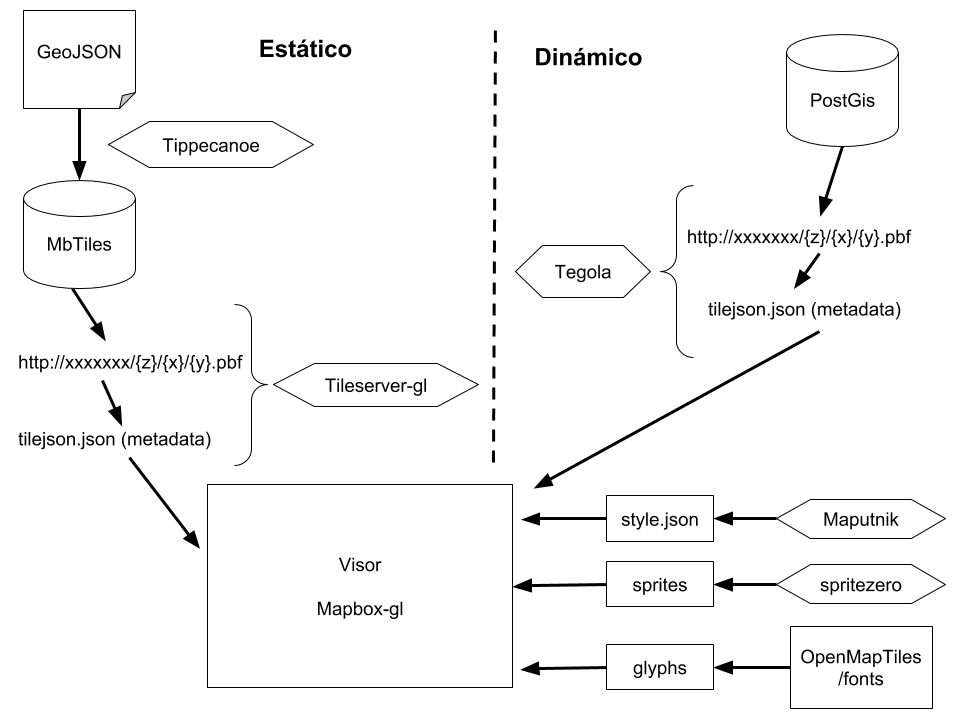 GeoJSON
Estático
Dinámico
PostGis
Tippecanoe
MbTiles
http://xxxxxxx/{z}/{x}/{y}.pbf
Tegola
tilejson.json (metadata)
http://xxxxxxx/{z}/{x}/{y}.pbf
Tileserver-gl
tilejson.json (metadata)
Visor
Mapbox-gl
style.json
Maputnik
sprites
spritezero
glyphs
OpenMapTiles
/fonts